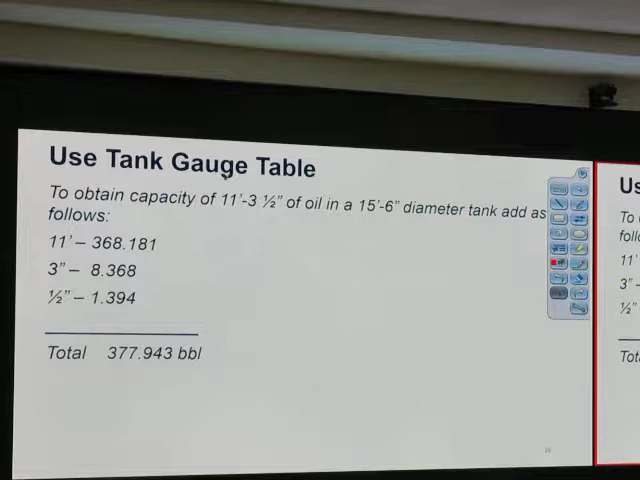 Use Tank Gauge Table
To obtain capacity of 11'-3 ½" of oil in a 15'-6" diameter tank add as
follows:
11' – 368.181
3" – 8.368
½" – 1.394
Total 377.943 bbl
26
Us
To
follo
11'
3" –
½"
Tota